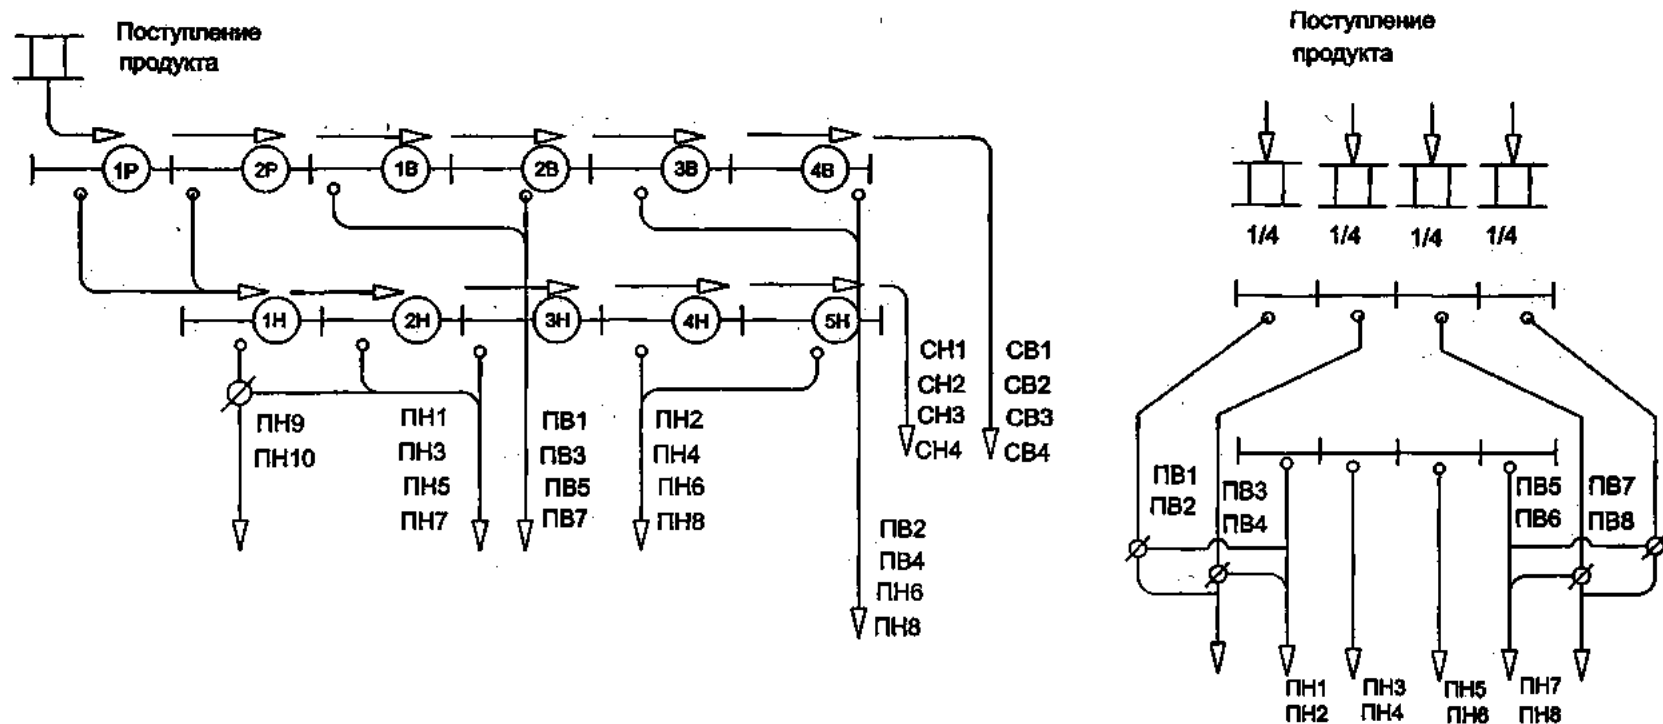 Поступление
продукта
1Р
2Р
1В
2В
3В
4В
1Н
2Н
3Н
4Н
5Н
ПН9
ПН10
ПН1
ПН3
ПН5
ПН7
ПВ1
ПВ3
ПВ5
ПВ7
ПН2
ПН4
ПН6
ПН8
ПВ2
ПВ4
ПН6
ПН8
СН1
СН2
СН3
СН4
СВ1
СВ2
СВ3
СВ4
Поступление
продукта
1/4
1/4
1/4
1/4
ПВ1
ПВ2
ПВ3
ПВ4
ПВ5
ПВ6
ПВ7
ПВ8
ПН1
ПН2
ПН3
ПН4
ПН5
ПН6
ПН7
ПН8